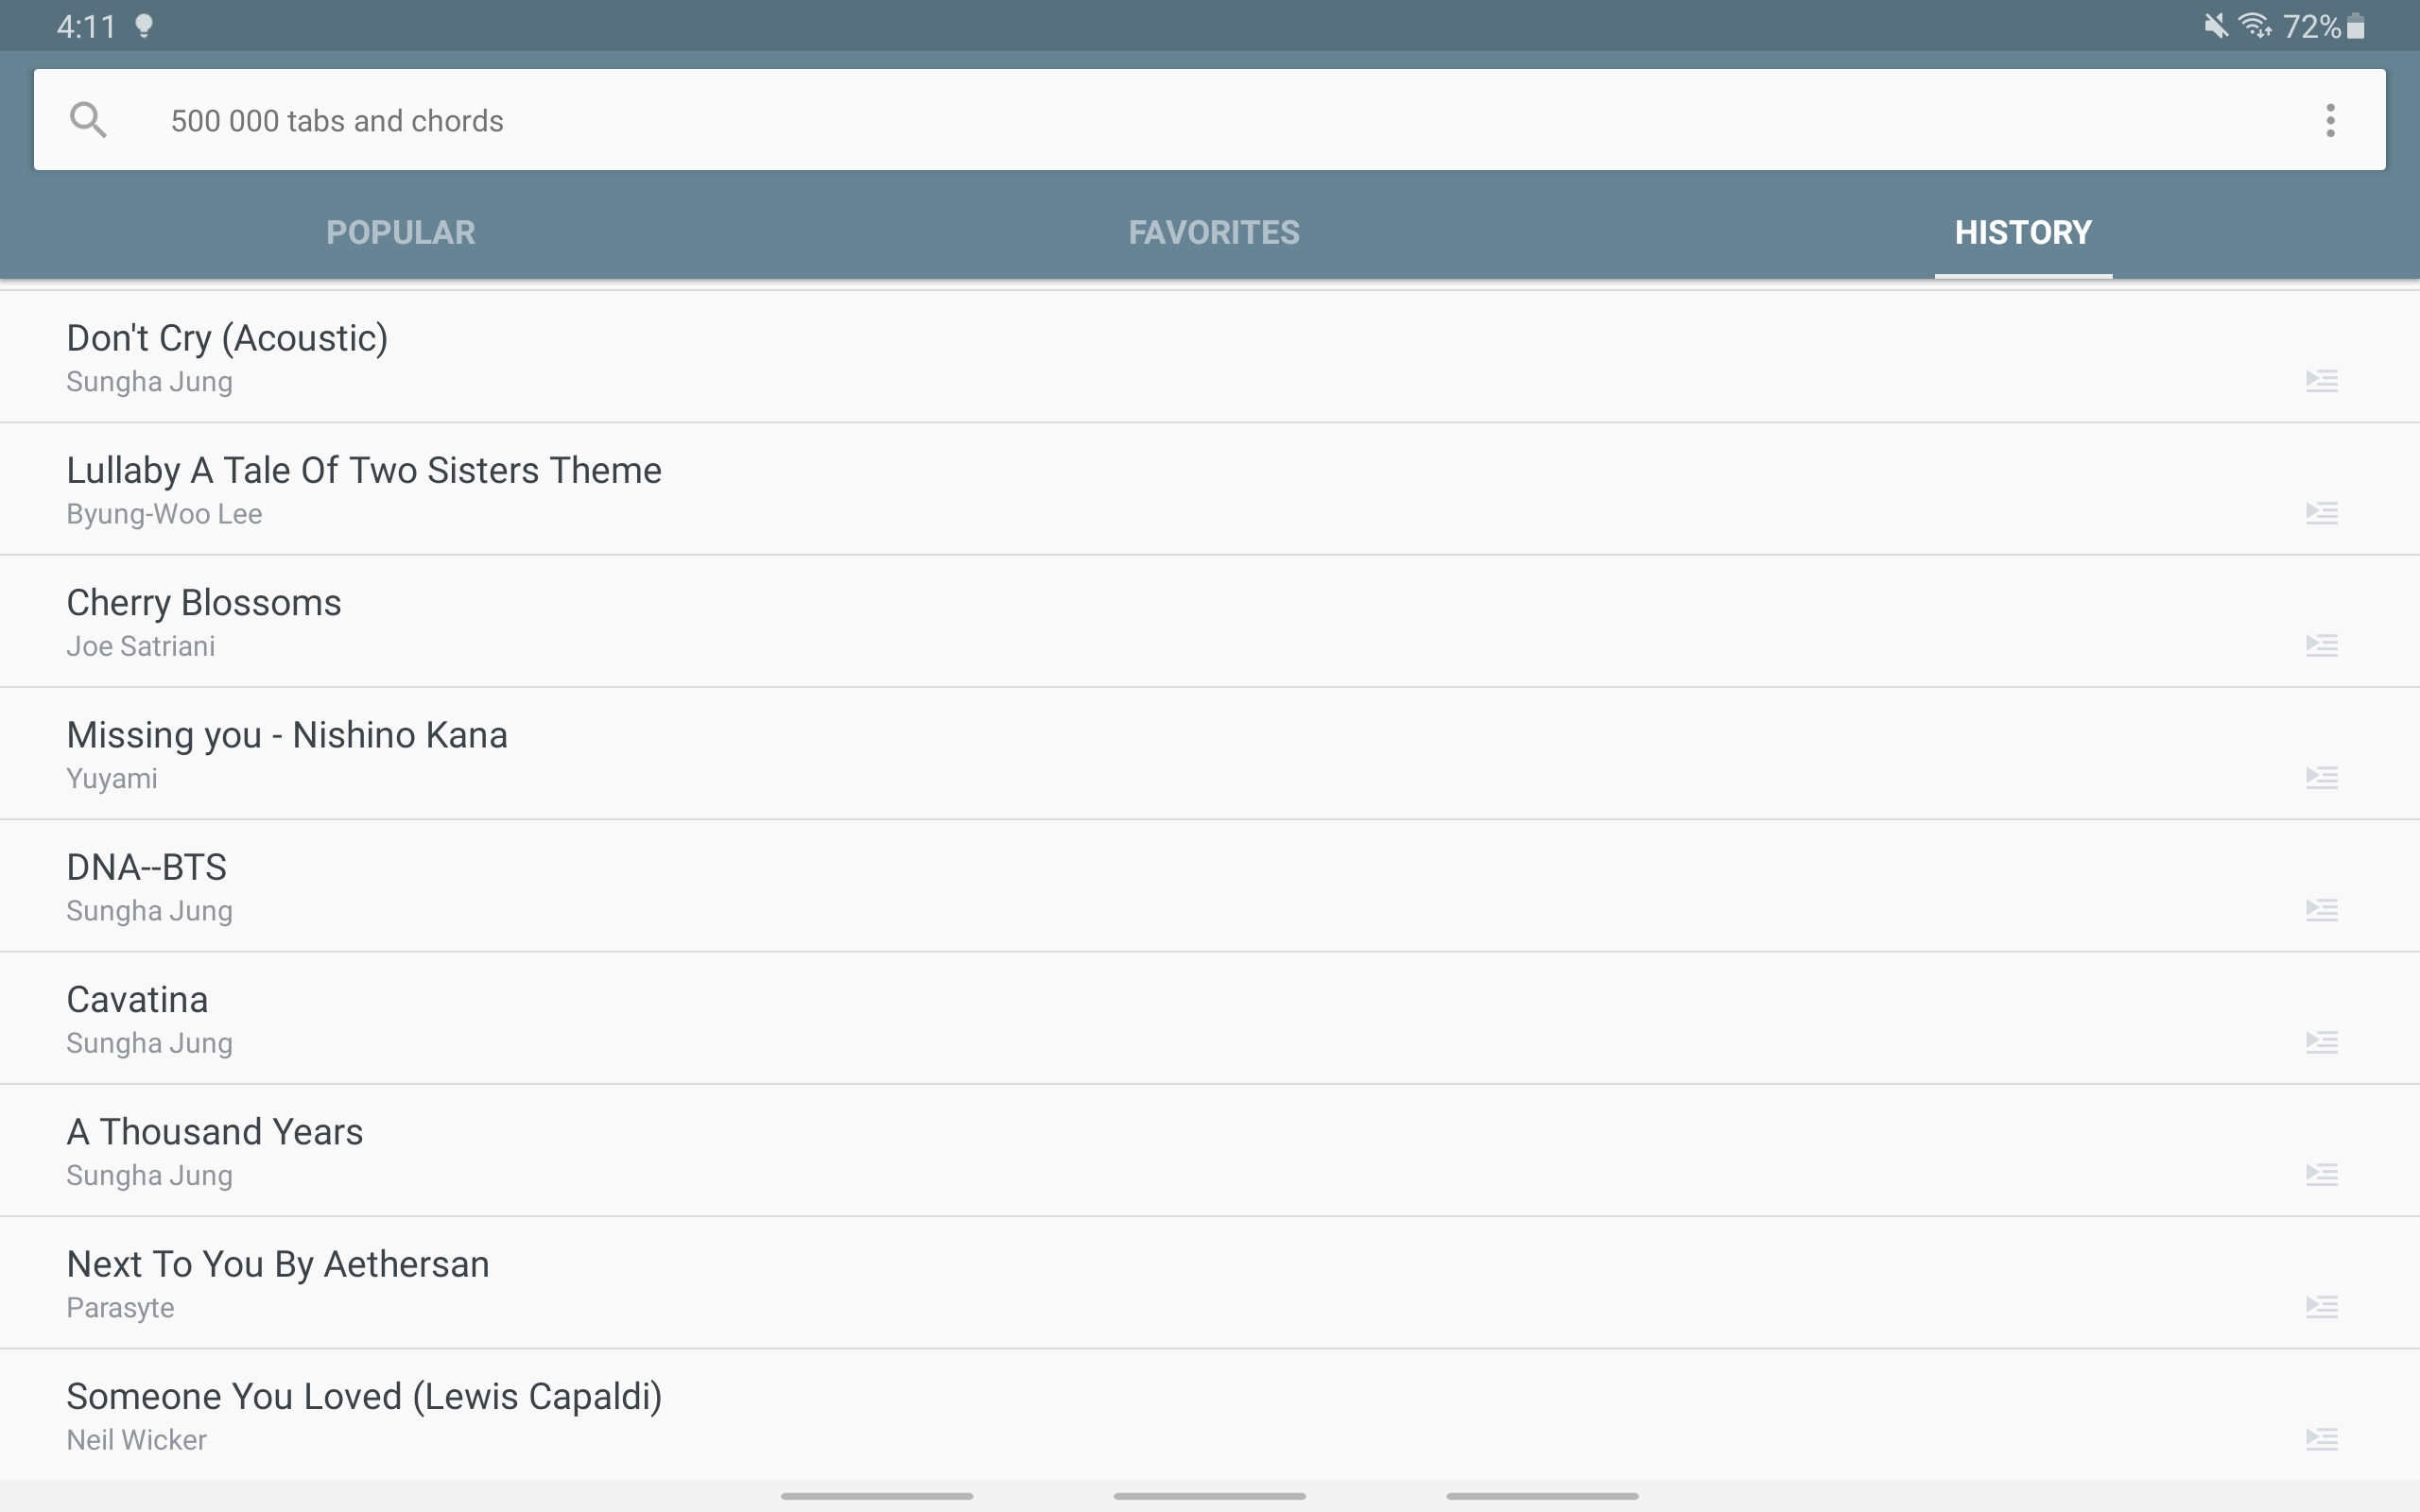 4:11
72%
500 000 tabs and chords
POPULAR
FAVORITES
HISTORY
Don't Cry (Acoustic)
Sungha Jung
Lullaby A Tale Of Two Sisters Theme
Byung-Woo Lee
Cherry Blossoms
Joe Satriani
Missing you - Nishino Kana
Yuyami
DNA--BTS
Sungha Jung
Cavatina
Sungha Jung
A Thousand Years
Sungha Jung
Next To You By Aethersan
Parasyte
Someone You Loved (Lewis Capaldi)
Neil Wicker